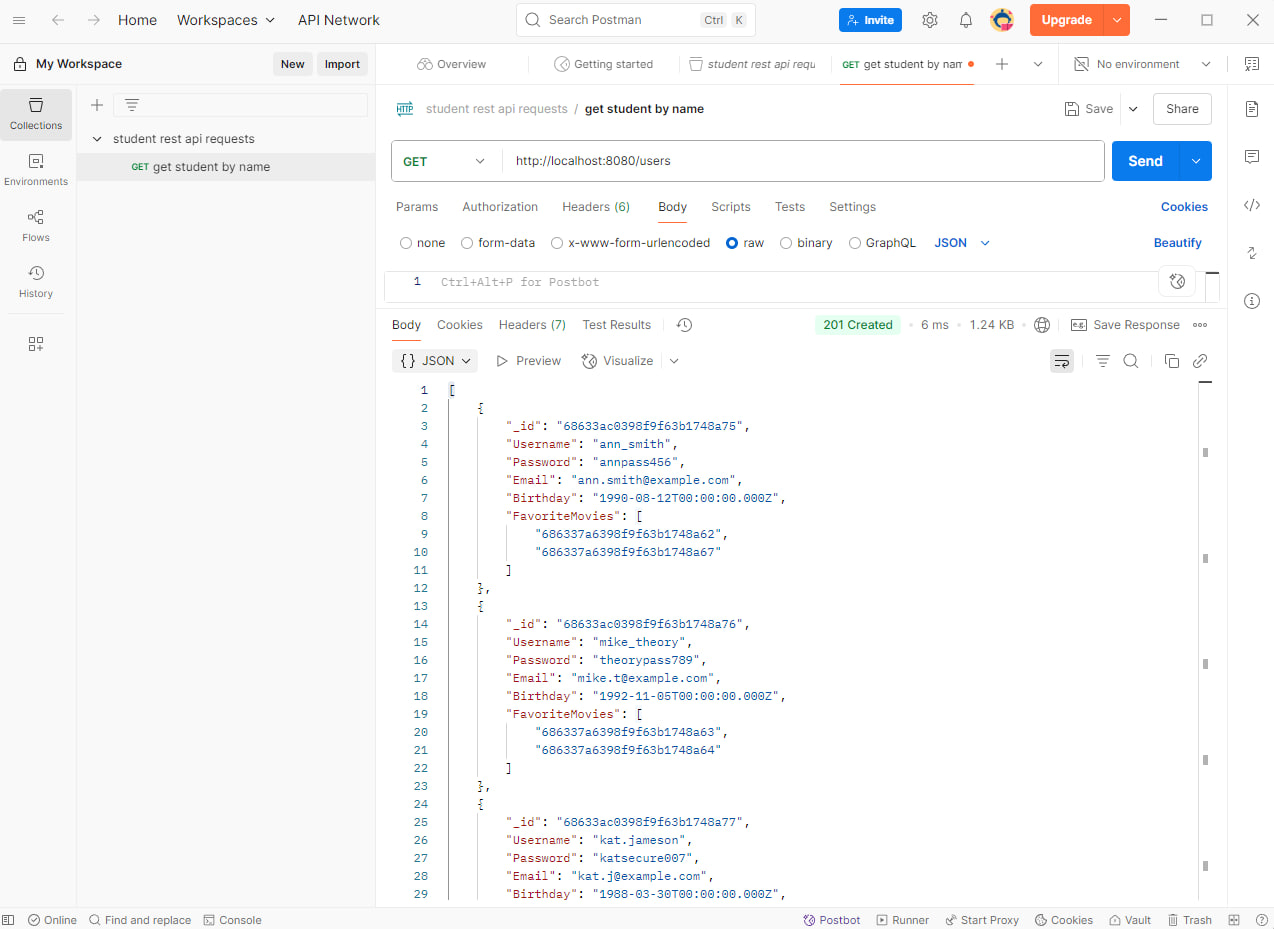 Home Workspaces API Network Search Postman Ctrl K Invite Upgrade
My Workspace New Import Overview Getting started student rest api requ GET get student by nam No environment
Collections
Environments
Flows
History
student rest api requests
GET get student by name
HTTP student rest api requests / get student by name Save Share
GET http://localhost:8080/users Send
Params Authorization Headers (6) Body Scripts Tests Settings Cookies
none form-data x-www-form-urlencoded raw binary GraphQL JSON Beautify
1 Ctrl+Alt+P for Postbot
Body Cookies Headers (7) Test Results 201 Created • 6 ms • 1.24 KB • e.g. Save Response
{} JSON Preview Visualize
1 [
2 {
3 "_id": "68633ac0398f9f63b1748a75",
4 "Username": "ann_smith",
5 "Password": "annpass456",
6 "Email": "ann.smith@example.com",
7 "Birthday": "1990-08-12T00:00:00.000Z",
8 "FavoriteMovies": [
9 "686337a6398f9f63b1748a62",
10 "686337a6398f9f63b1748a67"
11 ]
12 },
13 {
14 "_id": "68633ac0398f9f63b1748a76",
15 "Username": "mike_theory",
16 "Password": "theorypass789",
17 "Email": "mike.t@example.com",
18 "Birthday": "1992-11-05T00:00:00.000Z",
19 "FavoriteMovies": [
20 "686337a6398f9f63b1748a63",
21 "686337a6398f9f63b1748a64"
22 ]
23 },
24 {
25 "_id": "68633ac0398f9f63b1748a77",
26 "Username": "kat.jameson",
27 "Password": "katsecure007",
28 "Email": "kat.j@example.com",
29 "Birthday": "1988-03-30T00:00:00.000Z",
Online Find and replace Console Postbot Runner Start Proxy Cookies Vault Trash